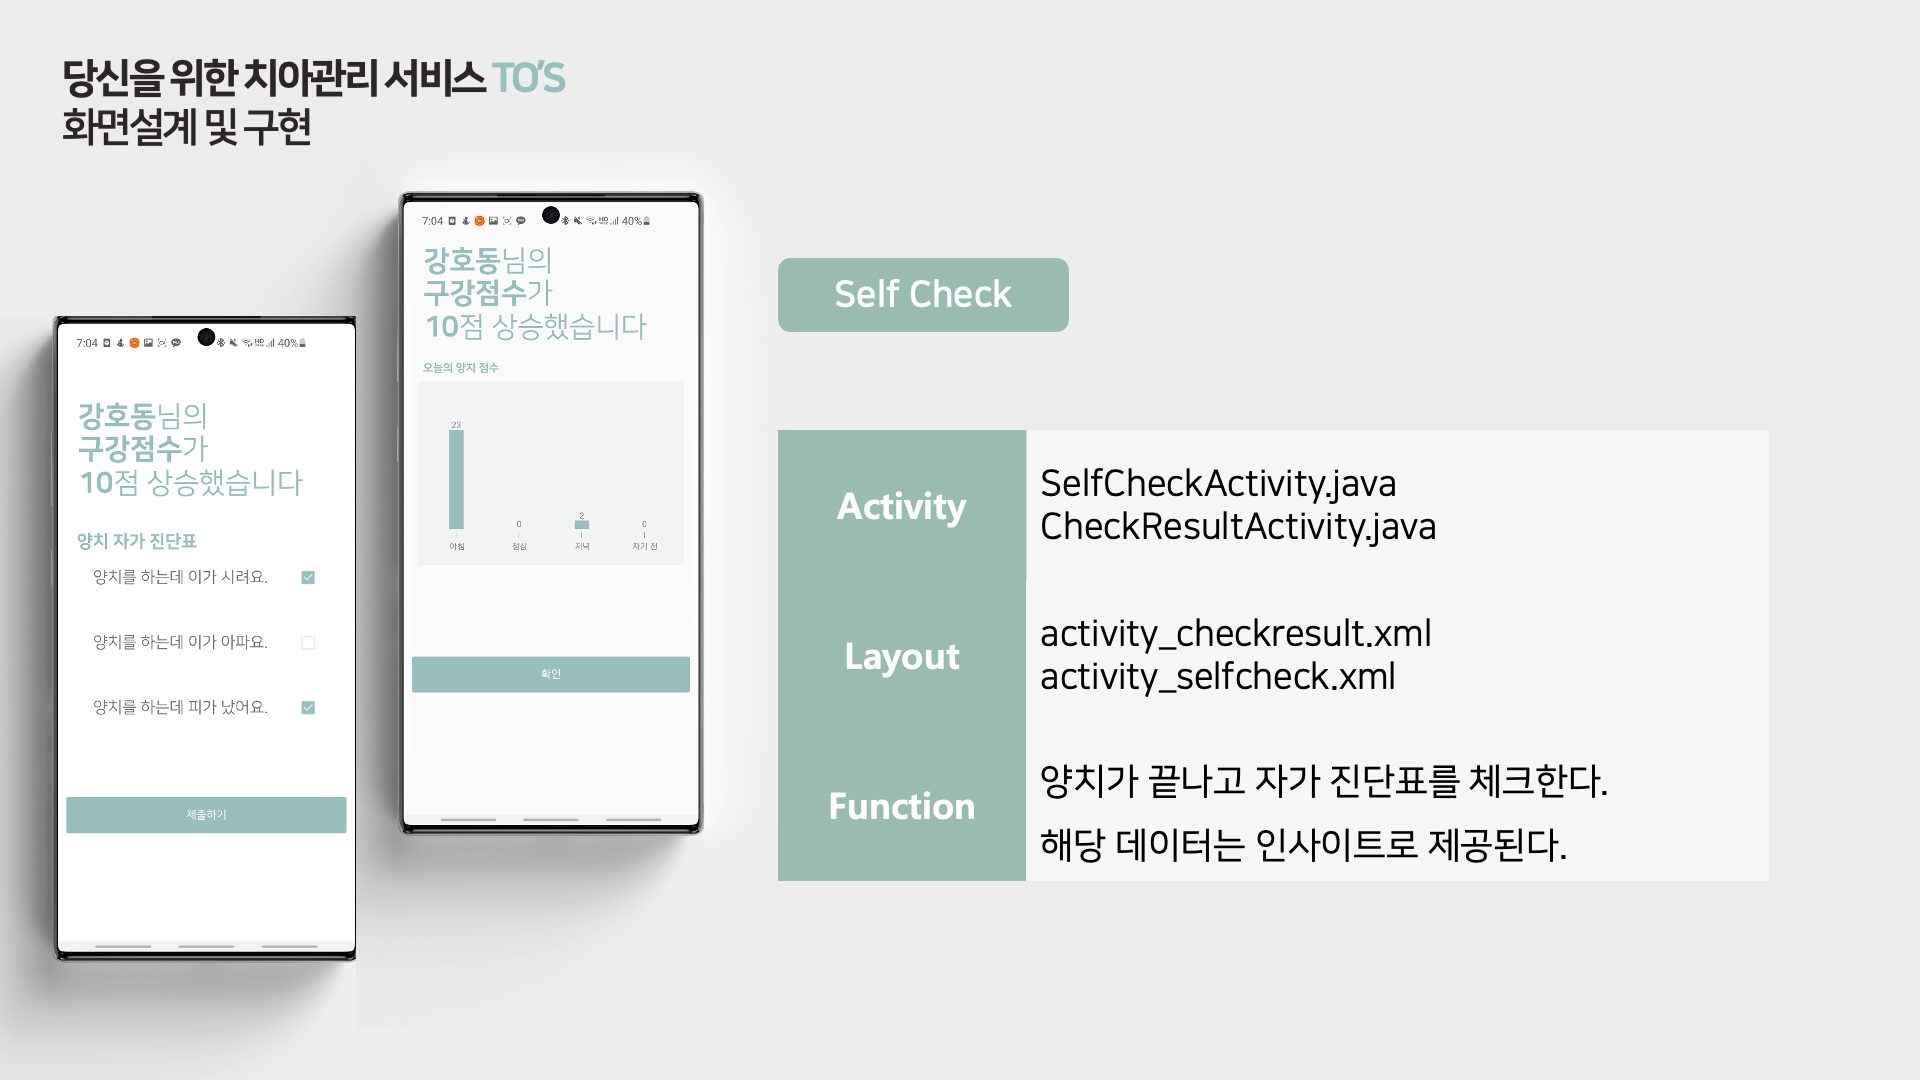 당신을 위한 치아관리 서비스 TO'S
화면설계 및 구현
7:04 40%
강호동님의
구강점수가
10점 상승했습니다
양치 자가 진단표
양치를 하는데 이가 시려요.
양치를 하는데 이가 아파요.
양치를 하는데 피가 났어요.
제출하기
7:04 40%
강호동님의
구강점수가
10점 상승했습니다
오늘의 양치 점수
23 0 2 0
아침 점심 저녁 자기 전
확인
Self Check
Activity
SelfCheckActivity.java
CheckResultActivity.java
Layout
activity_checkresult.xml
activity_selfcheck.xml
Function
양치가 끝나고 자가 진단표를 체크한다.
해당 데이터는 인사이트로 제공된다.